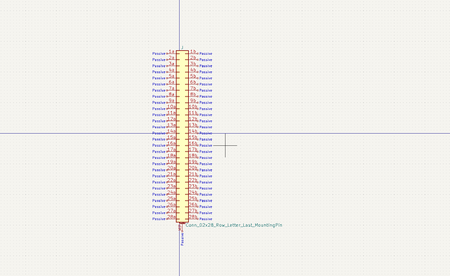 Passive 1a 1b Passive
Passive 2a 2b Passive
Passive 3a 3b Passive
Passive 4a 4b Passive
Passive 5a 5b Passive
Passive 6a 6b Passive
Passive 7a 7b Passive
Passive 8a 8b Passive
Passive 9a 9b Passive
Passive 10a 10b Passive
Passive 11a 11b Passive
Passive 12a 12b Passive
Passive 13a 13b Passive
Passive 14a 14b Passive
Passive 15a 15b Passive
Passive 16a 16b Passive
Passive 17a 17b Passive
Passive 18a 18b Passive
Passive 19a 19b Passive
Passive 20a 20b Passive
Passive 21a 21b Passive
Passive 22a 22b Passive
Passive 23a 23b Passive
Passive 24a 24b Passive
Passive 25a 25b Passive
Passive 26a 26b Passive
Passive 27a 27b Passive
Passive 28a 28b Passive
Conn_02x28_Row_Letter_Last_MountingPin
Passive